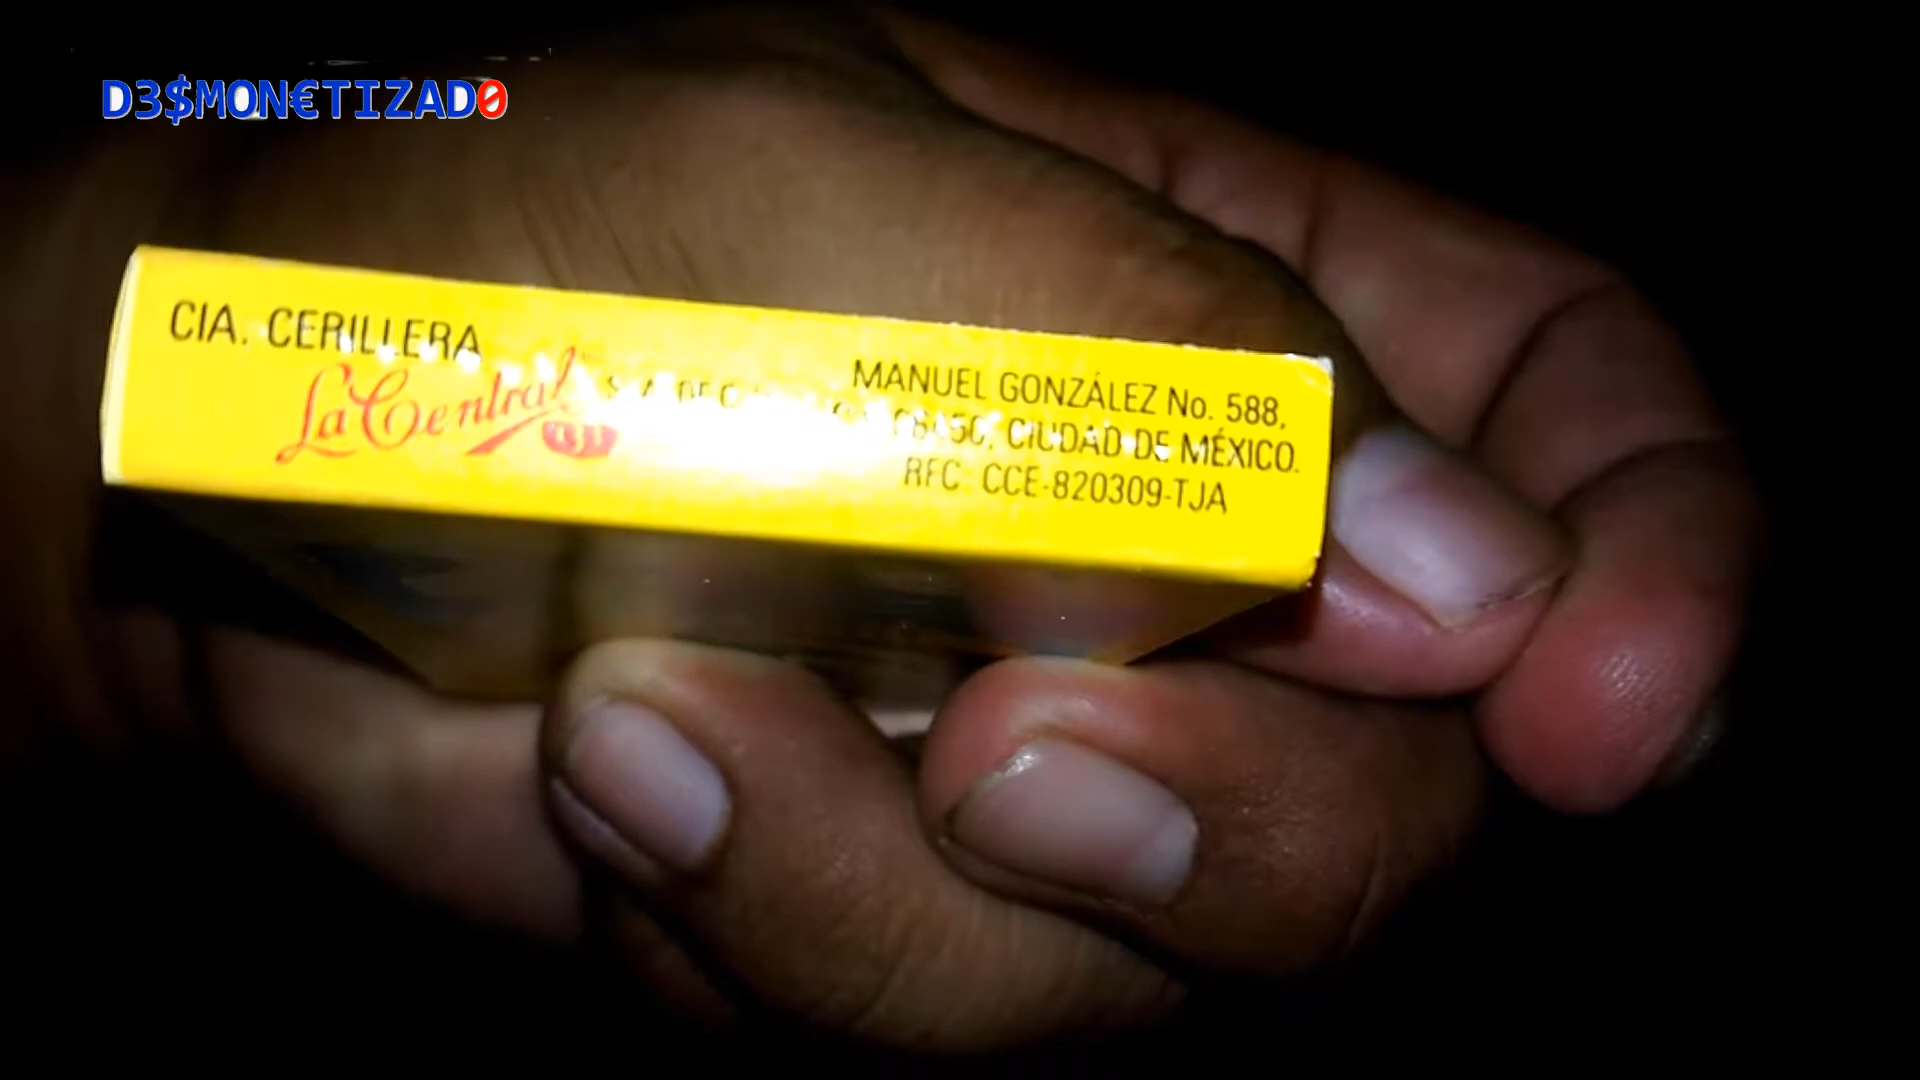 D3$MON€TIZAD0
CIA. CERILLERA
La Central
MANUEL GONZÁLEZ No. 588,
CIUDAD DE MÉXICO.
RFC: CCE-820309-TJA